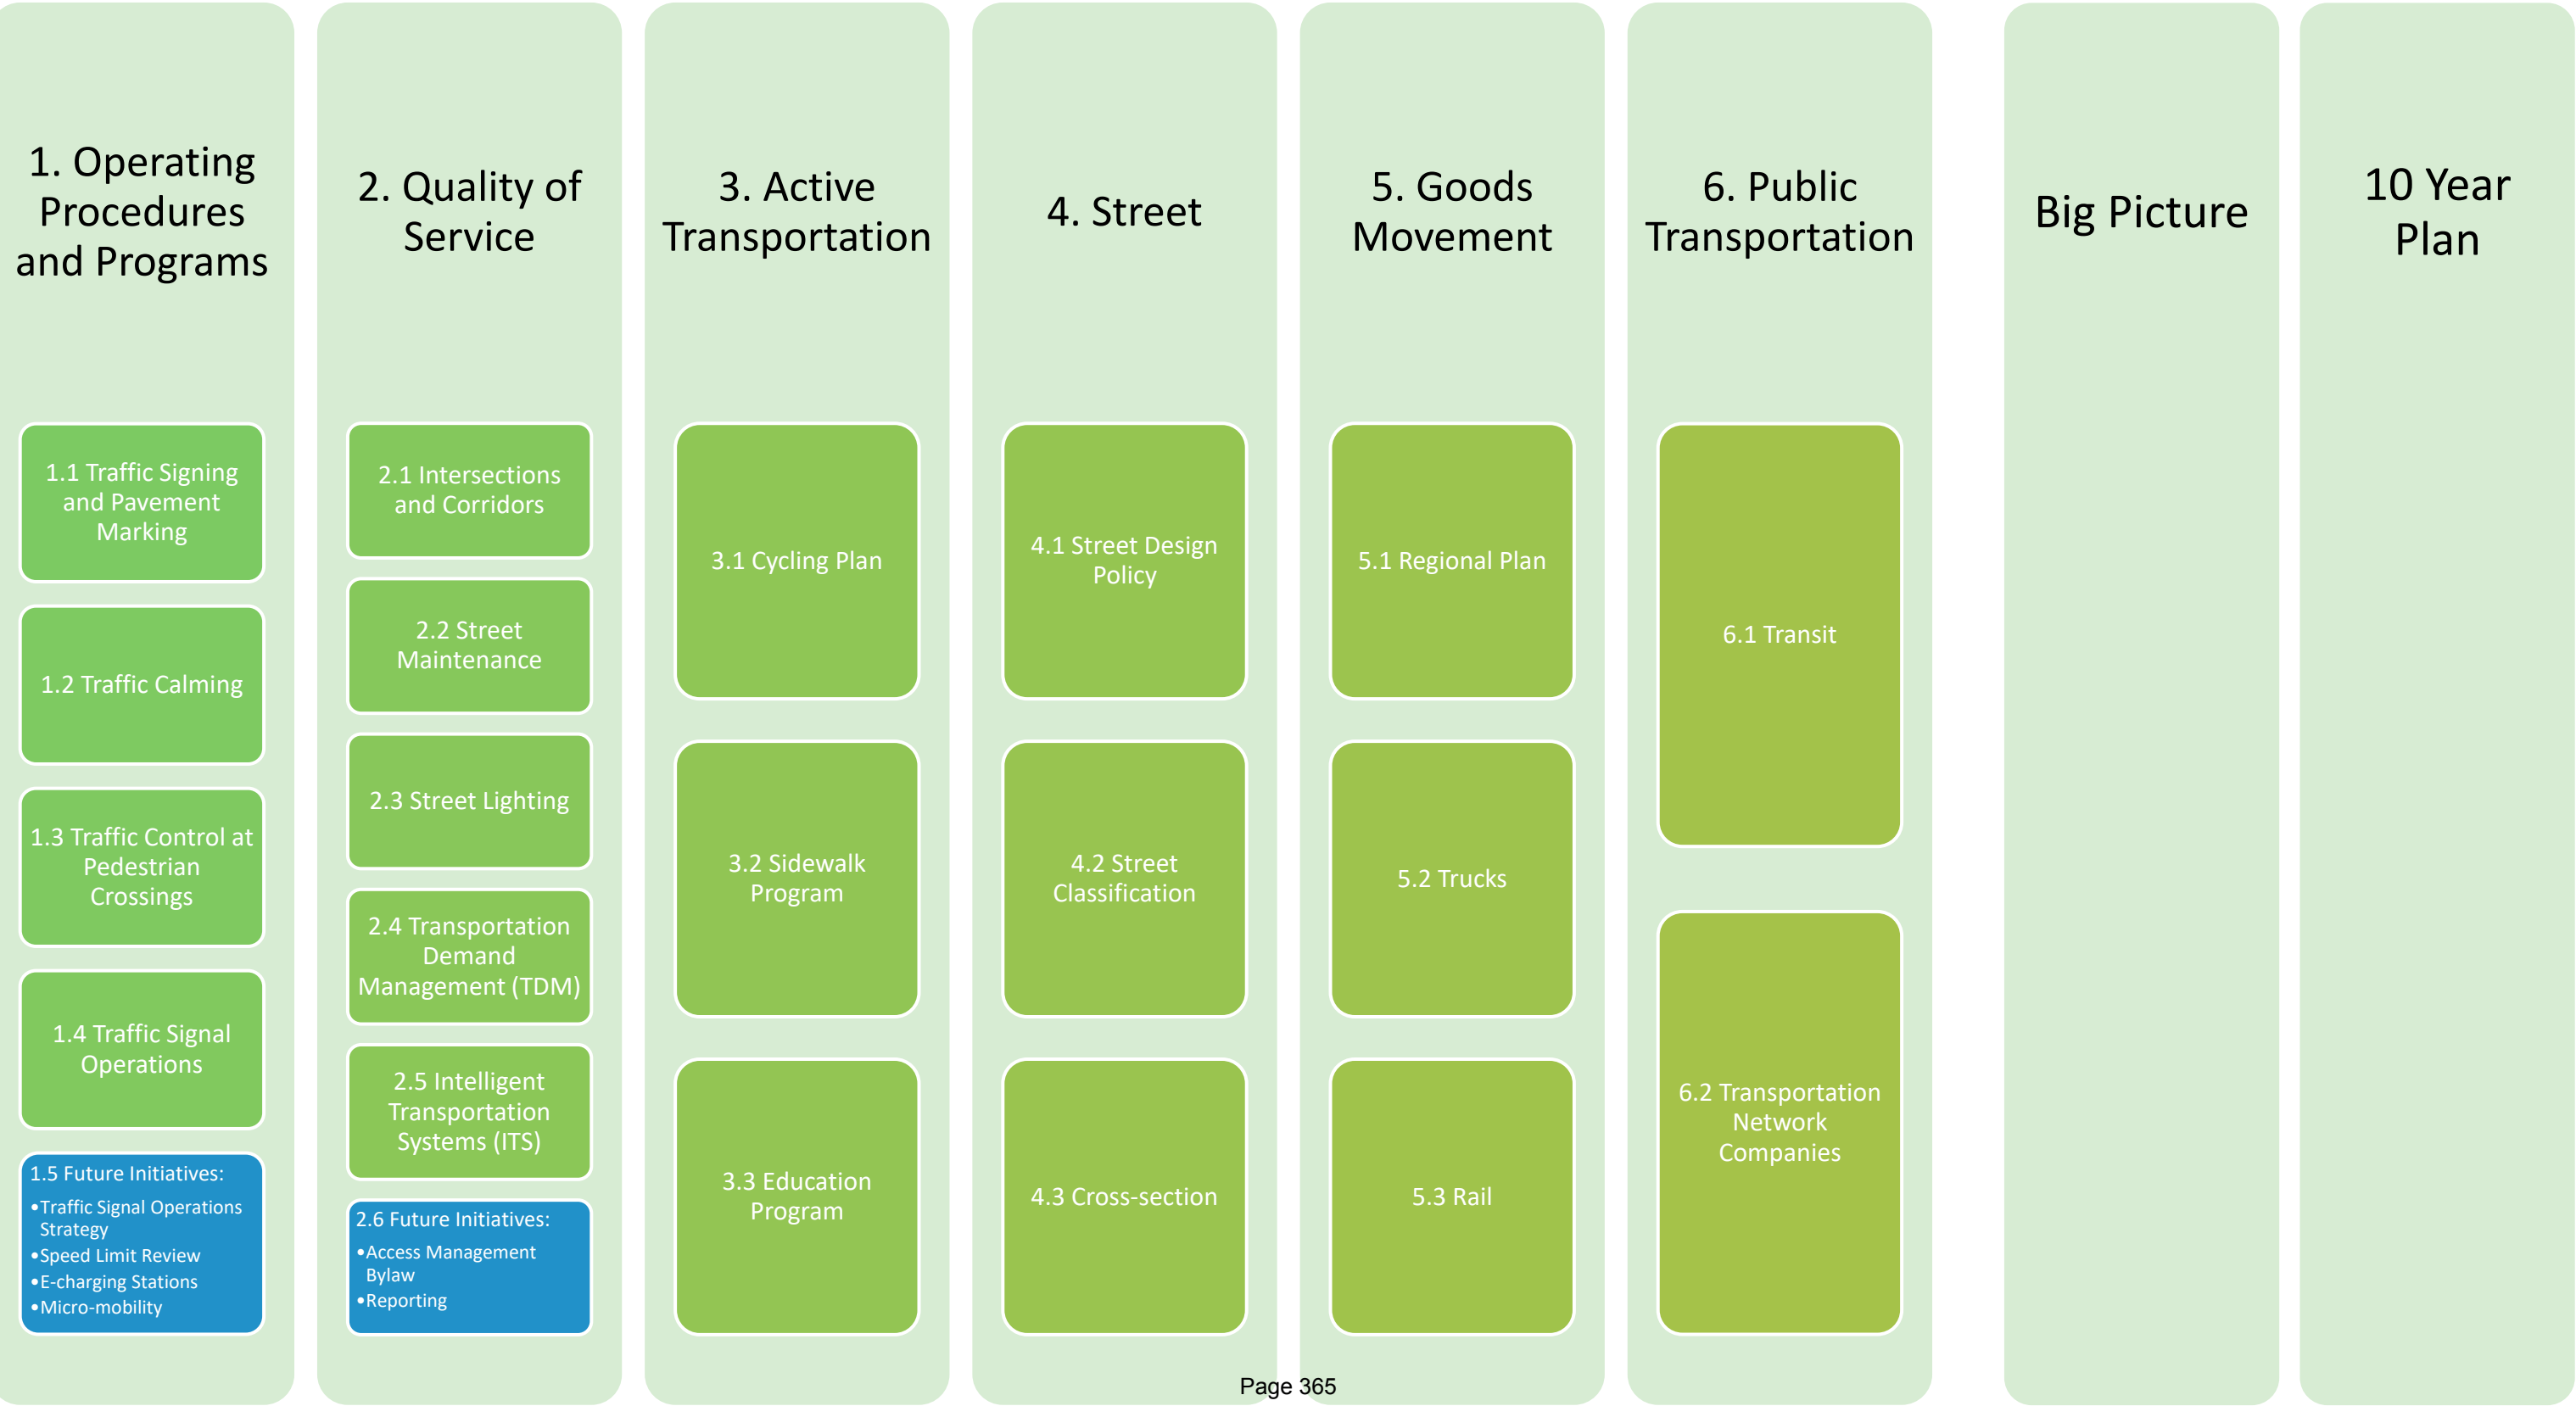 1. Operating
Procedures
and Programs
1.1 Traffic Signing
and Pavement
Marking
1.2 Traffic Calming
1.3 Traffic Control at
Pedestrian
Crossings
1.4 Traffic Signal
Operations
1.5 Future Initiatives:
•Traffic Signal Operations
Strategy
•Speed Limit Review
•E-charging Stations
•Micro-mobility
2. Quality of
Service
2.1 Intersections
and Corridors
2.2 Street
Maintenance
2.3 Street Lighting
2.4 Transportation
Demand
Management (TDM)
2.5 Intelligent
Transportation
Systems (ITS)
2.6 Future Initiatives:
•Access Management
Bylaw
•Reporting
3. Active
Transportation
3.1 Cycling Plan
3.2 Sidewalk
Program
3.3 Education
Program
4. Street
4.1 Street Design
Policy
4.2 Street
Classification
4.3 Cross-section
5. Goods
Movement
5.1 Regional Plan
5.2 Trucks
5.3 Rail
6. Public
Transportation
6.1 Transit
6.2 Transportation
Network
Companies
Big Picture
10 Year
Plan
Page 365